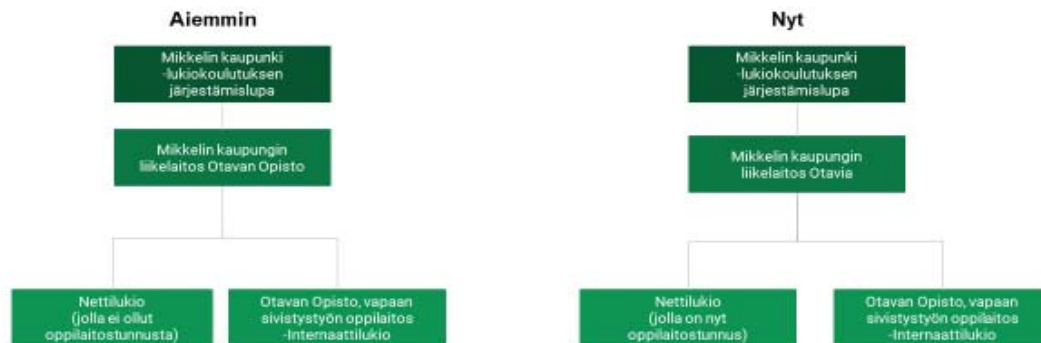 Aiemmin
Mikkelin kaupunki
-lukiokoulutuksen
järjestämislupa
Mikkelin kaupungin
liikelaitos Otavan Opisto
Nettilukio
(jolla ei ollut
oppilaitostunnusta)
Otavan Opisto, vapaan
sivistystyön oppilaitos
-Internaattilukio
Nyt
Mikkelin kaupunki
-lukiokoulutuksen
järjestämislupa
Mikkelin kaupungin
liikelaitos Otavia
Nettilukio
(jolla on nyt
oppilaitostunnus)
Otavan Opisto, vapaan
sivistystyön oppilaitos
-Internaattilukio